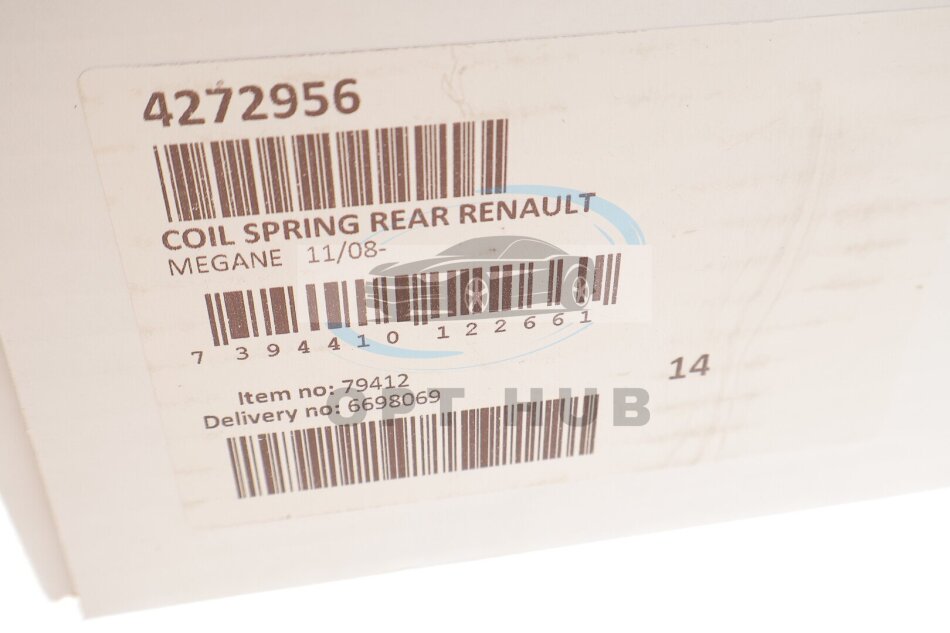 4272956
COIL SPRING REAR RENAULT
MEGANE 11/08-
7 394410 122661
Item no: 79412
Delivery no: 6698069
14
OPT HUB